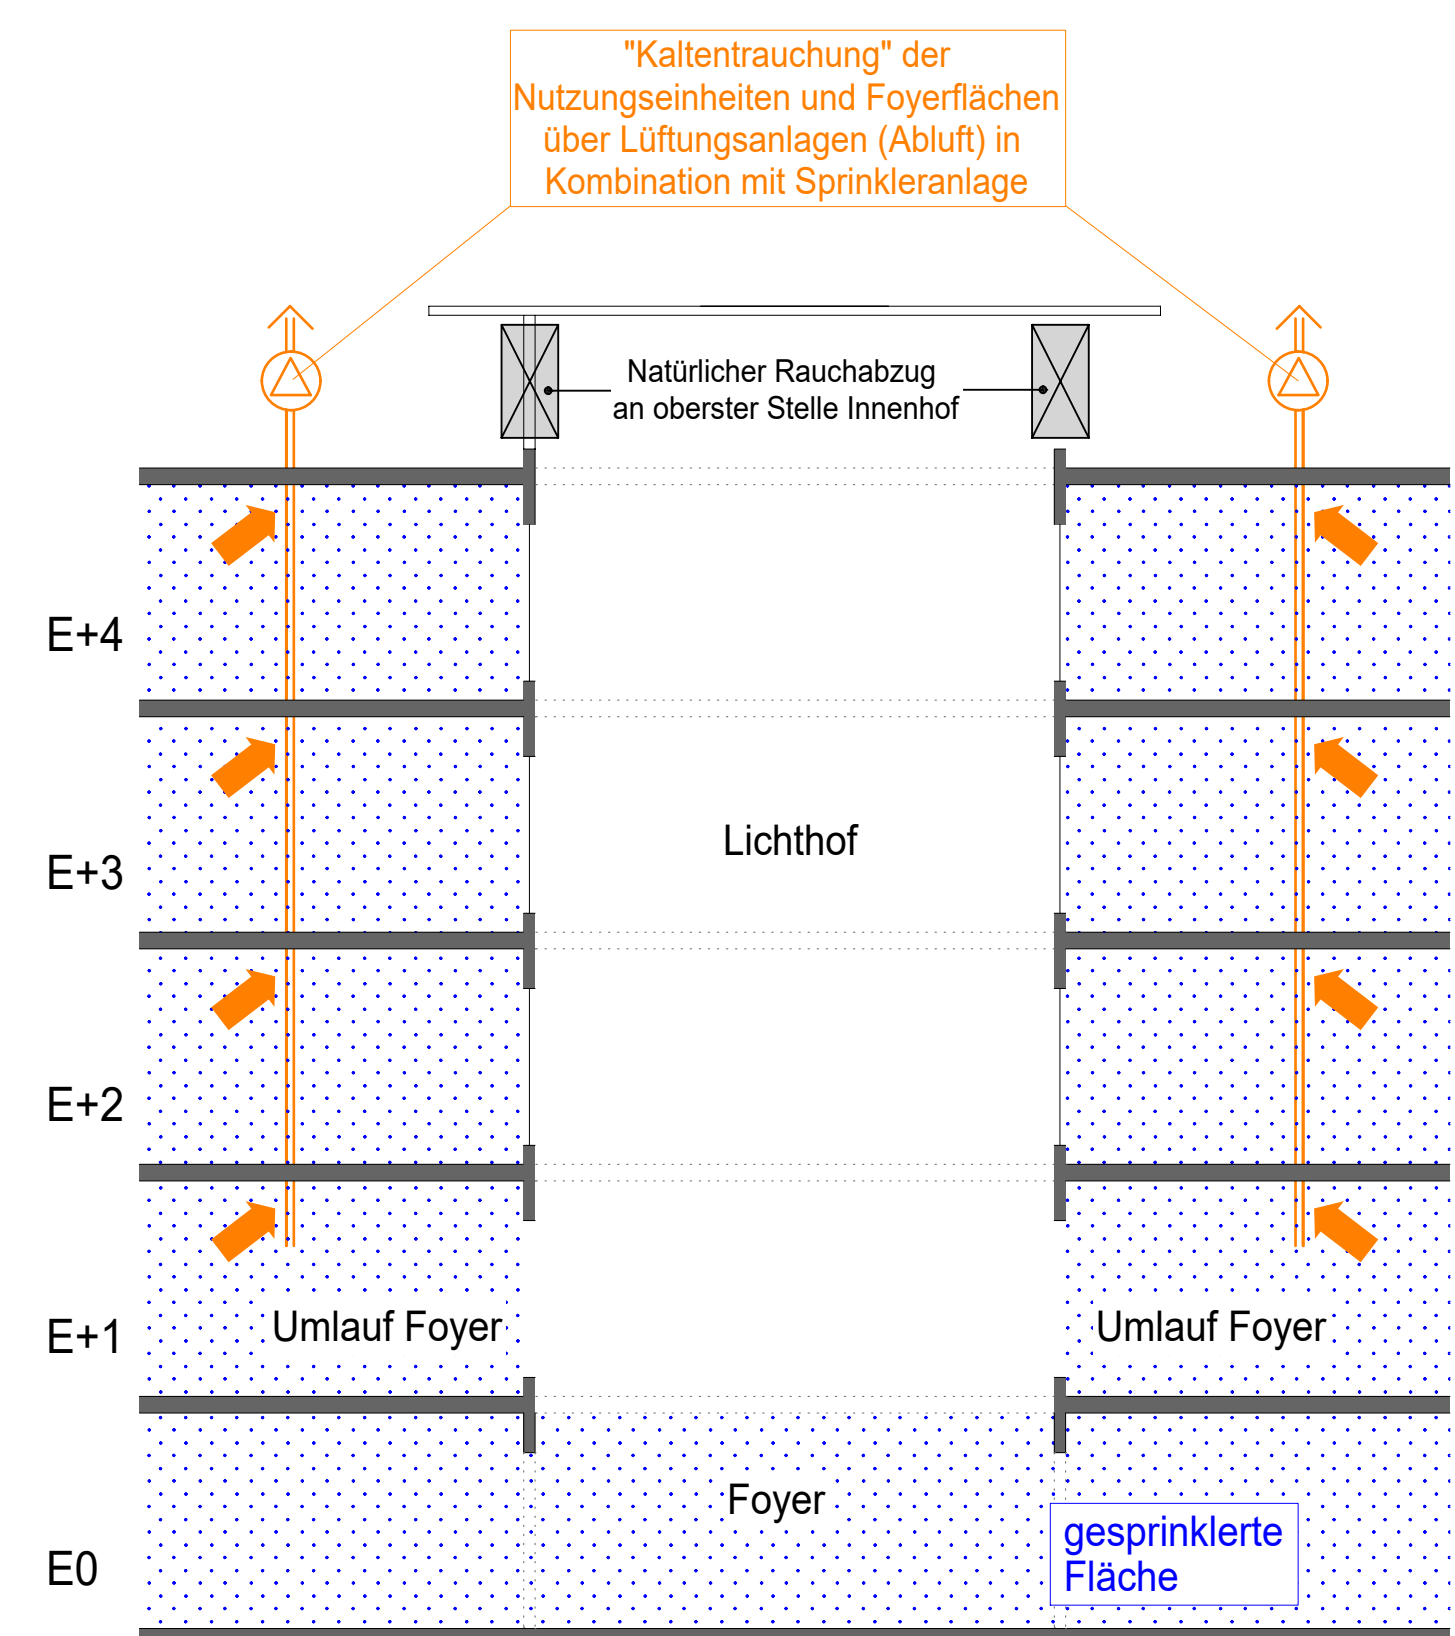 "Kaltentrauchung" der
Nutzungseinheiten und Foyerflächen
über Lüftungsanlagen (Abluft) in
Kombination mit Sprinkleranlage
Natürlicher Rauchabzug
an oberster Stelle Innenhof
E+4
Lichthof
E+3
E+2
Umlauf Foyer
Umlauf Foyer
E+1
Foyer
gesprinklerte
Fläche
E0